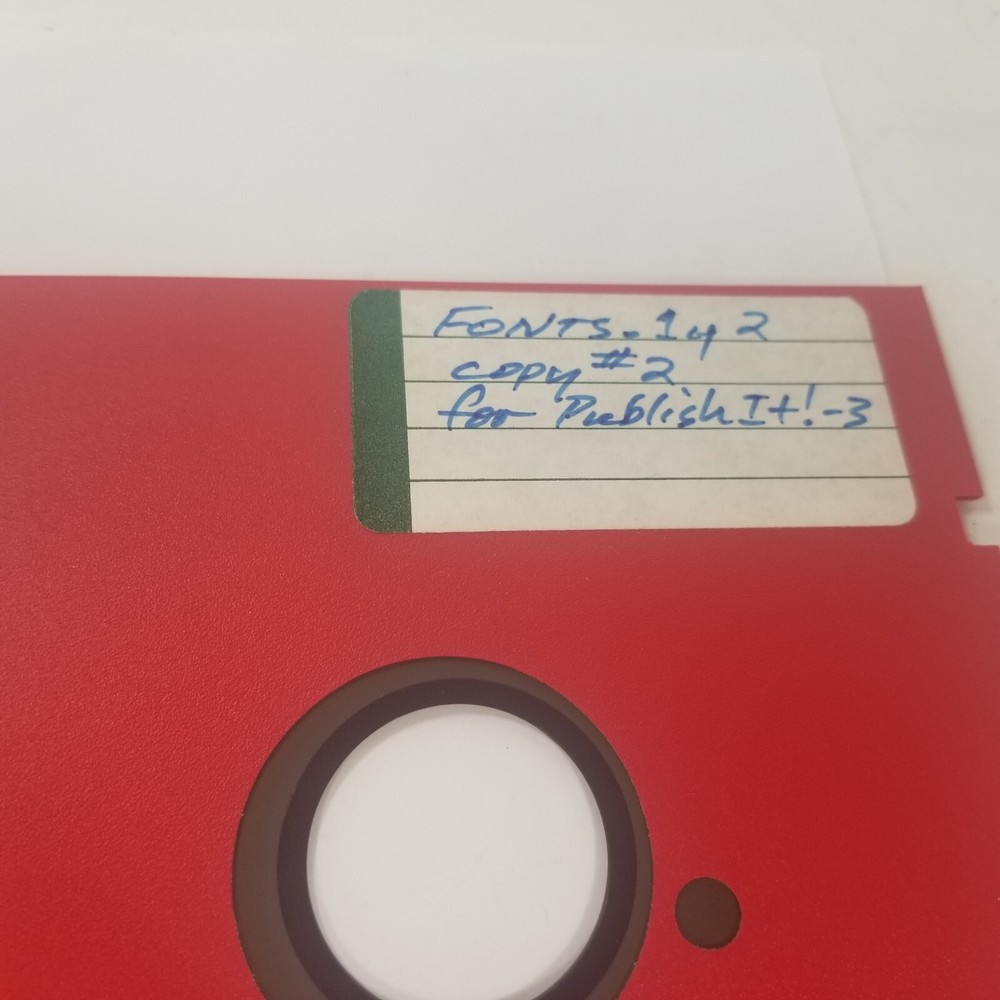 FONTS.1 y 2
copy #2
for Publish It!-3